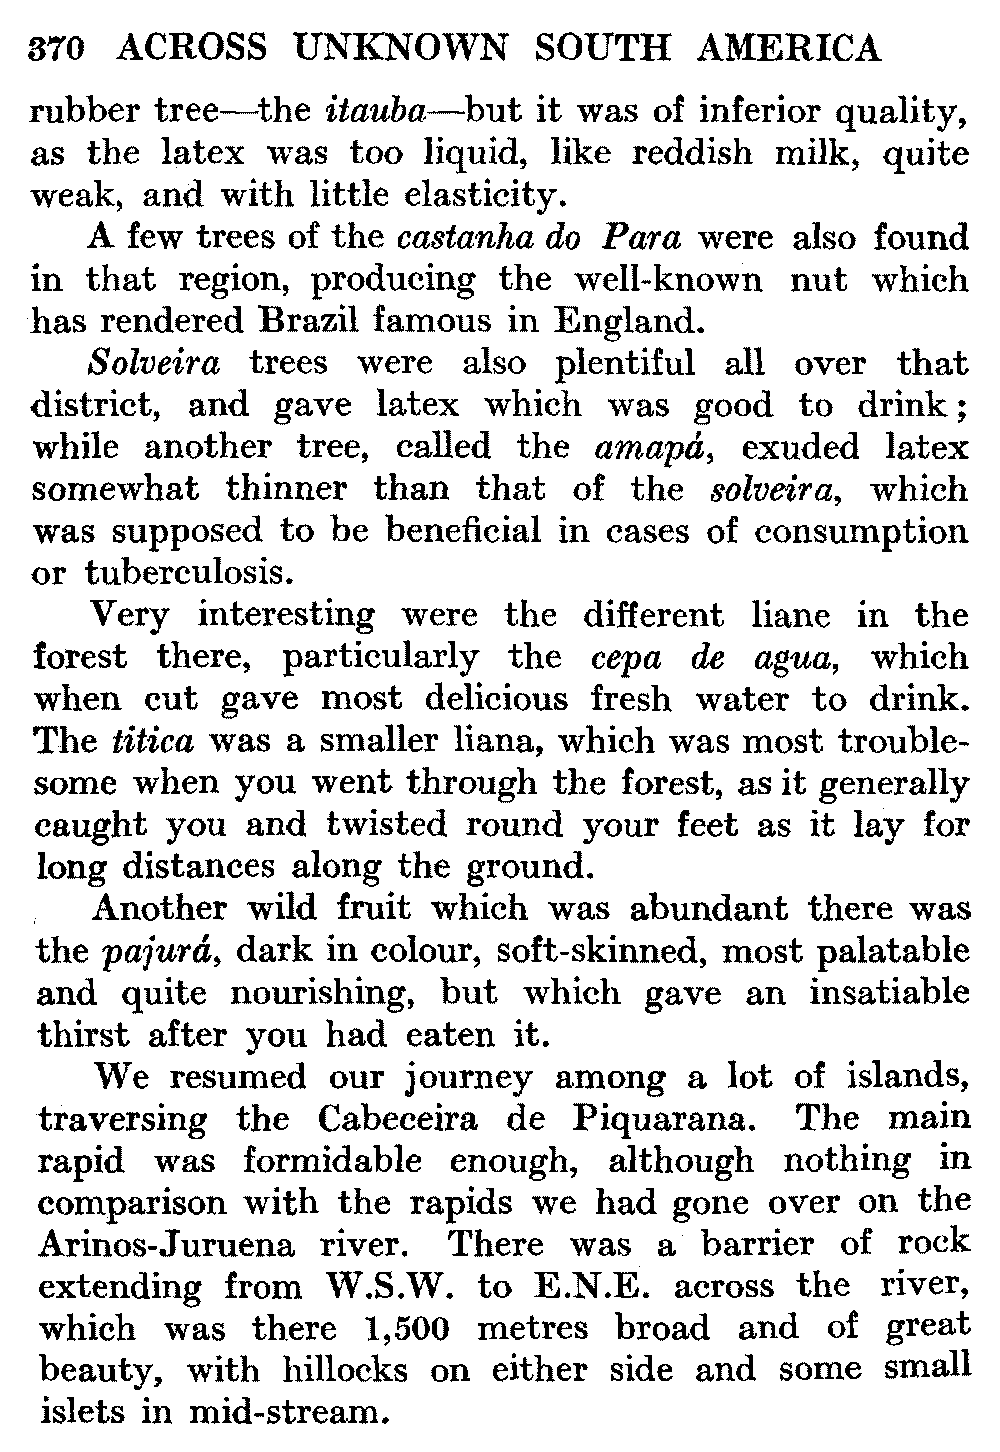 370 ACROSS UNKNOWN SOUTH AMERICA
rubber tree—the itauba—but it was of inferior quality,
as the latex was too liquid, like reddish milk, quite
weak, and with little elasticity.
A few trees of the castanha do Para were also found
in that region, producing the well-known nut which
has rendered Brazil famous in England.
Solveira trees were also plentiful all over that
district, and gave latex which was good to drink;
while another tree, called the amapá, exuded latex
somewhat thinner than that of the solveira, which
was supposed to be beneficial in cases of consumption
or tuberculosis.
Very interesting were the different liane in the
forest there, particularly the cepa de agua, which
when cut gave most delicious fresh water to drink.
The titica was a smaller liana, which was most trouble-
some when you went through the forest, as it generally
caught you and twisted round your feet as it lay for
long distances along the ground.
Another wild fruit which was abundant there was
the pajurá, dark in colour, soft-skinned, most palatable
and quite nourishing, but which gave an insatiable
thirst after you had eaten it.
We resumed our journey among a lot of islands,
traversing the Cabeceira de Piquarana. The main
rapid was formidable enough, although nothing in
comparison with the rapids we had gone over on the
Arinos-Juruena river. There was a barrier of rock
extending from W.S.W. to E.N.E. across the river,
which was there 1,500 metres broad and of great
beauty, with hillocks on either side and some small
islets in mid-stream.